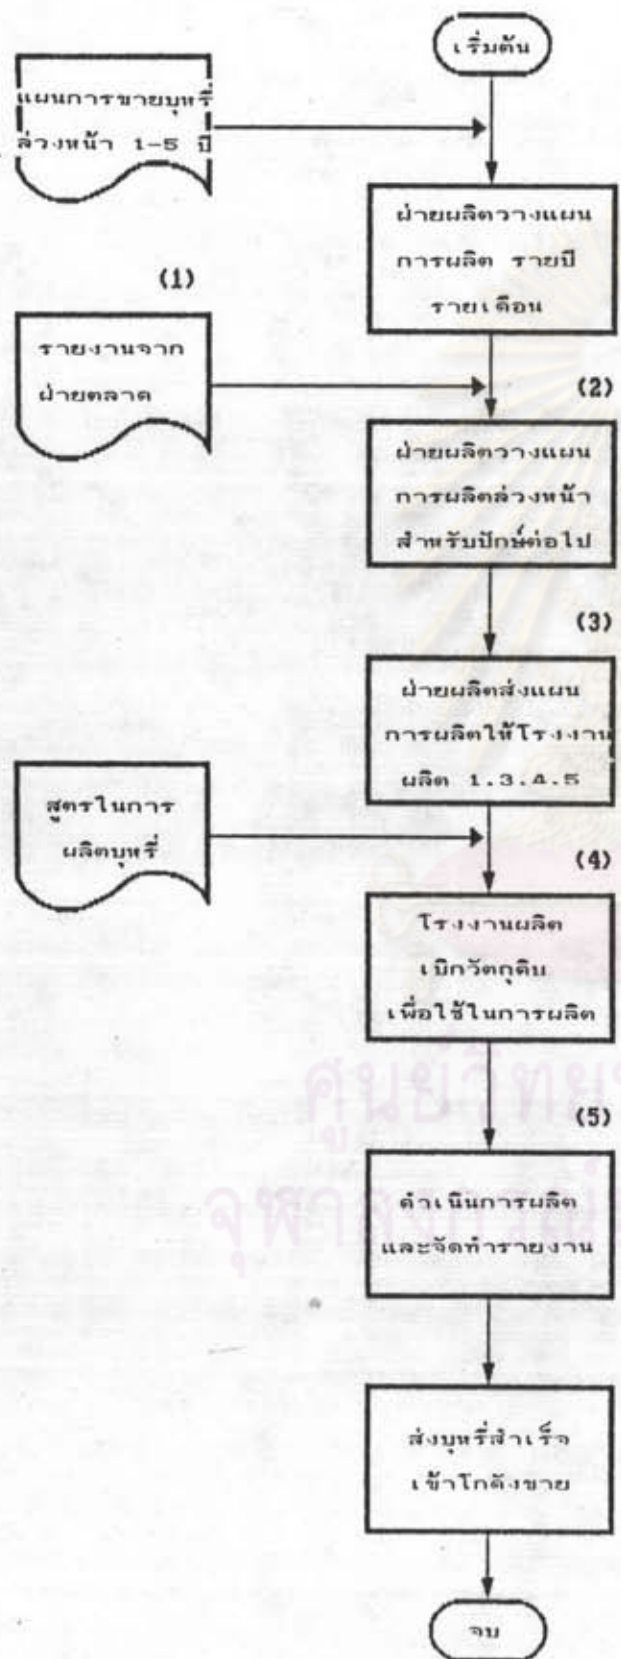 เริ่มต้น
แผนการขายบุหรี่
ล่วงหน้า 1-5 ปี
ฝ่ายผลิตวางแผน
การผลิต รายปี
รายเดือน
(1)
รายงานจาก
ฝ่ายตลาด
(2)
ฝ่ายผลิตวางแผน
การผลิตล่วงหน้า
สำหรับปักษ์ต่อไป
(3)
ฝ่ายผลิตส่งแผน
การผลิตให้โรงงาน
ผลิต 1.3.4.5
สูตรในการ
ผลิตบุหรี่
(4)
โรงงานผลิต
เบิกวัตถุดิบ
เพื่อใช้ในการผลิต
(5)
ดำเนินการผลิต
และจัดทำรายงาน
ส่งบุหรี่สำเร็จ
เข้าโกดังขาย
จบ